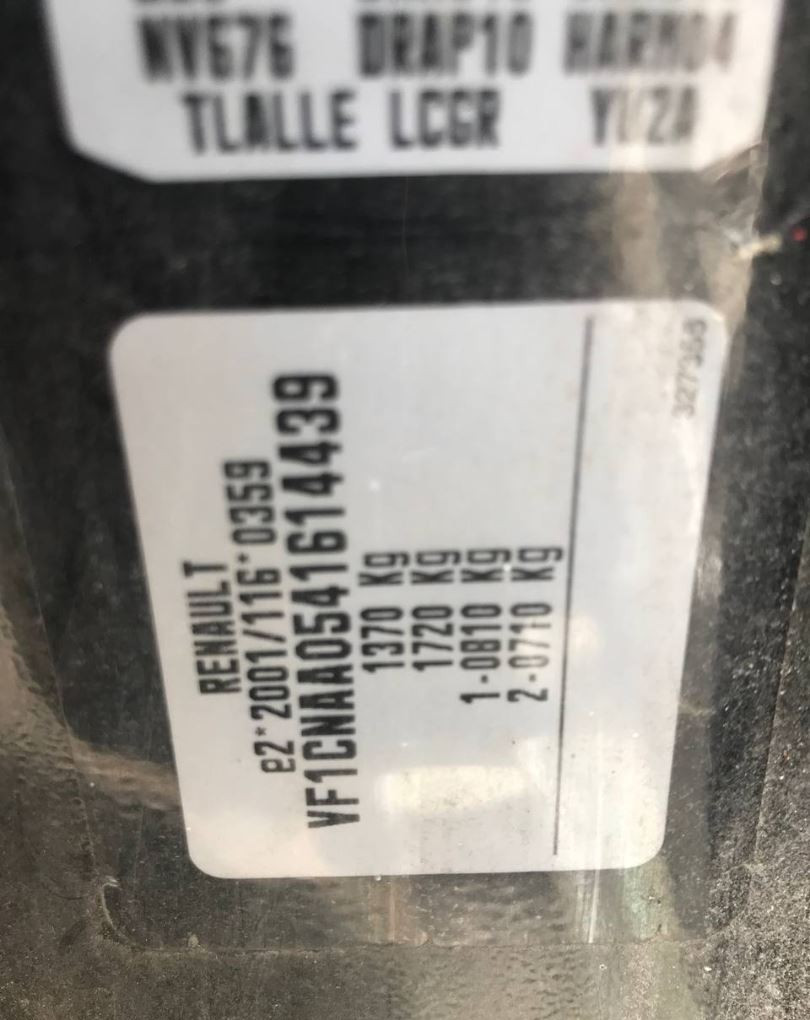 NV676 DRAP10 HARM04
TLALLE LCGR
RENAULT
e2*2001/116*0359
VF1CNAA0541614439
1370 Kg
1720 Kg
1-0810 Kg
2-0710 Kg